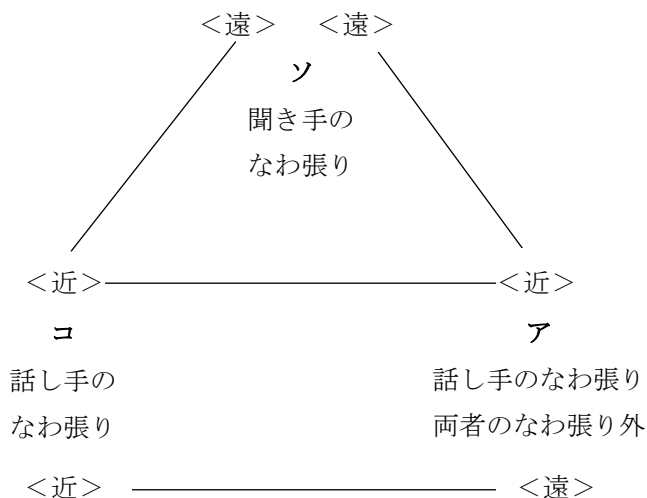 ＜遠＞ ＜遠＞
ソ
聞き手の
なわ張り
＜近＞ ＜近＞
コ ア
話し手の 話し手のなわ張り
なわ張り 両者のなわ張り外
＜近＞ ＜遠＞